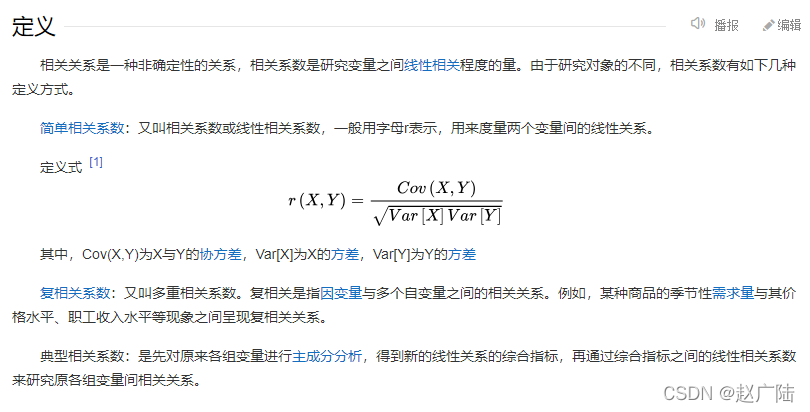 定义
播报
编辑
相关关系是一种非确定性的关系，相关系数是研究变量之间线性相关程度的量。由于研究对象的不同，相关系数有如下几种
定义方式。
简单相关系数：又叫相关系数或线性相关系数，一般用字母r表示，用来度量两个变量间的线性关系。
定义式 [1]
r (X,Y) = Cov (X,Y) / √(Var [X] Var [Y])
其中，Cov(X,Y)为X与Y的协方差，Var[X]为X的方差，Var[Y]为Y的方差
复相关系数：又叫多重相关系数。复相关是指因变量与多个自变量之间的相关关系。例如，某种商品的季节性需求量与其价
格水平、职工收入水平等现象之间呈现复相关关系。
典型相关系数：是先对原来各组变量进行主成分分析，得到新的线性关系的综合指标，再通过综合指标之间的线性相关系数
来研究原各组变量间相关关系。
CSDN @赵广陆